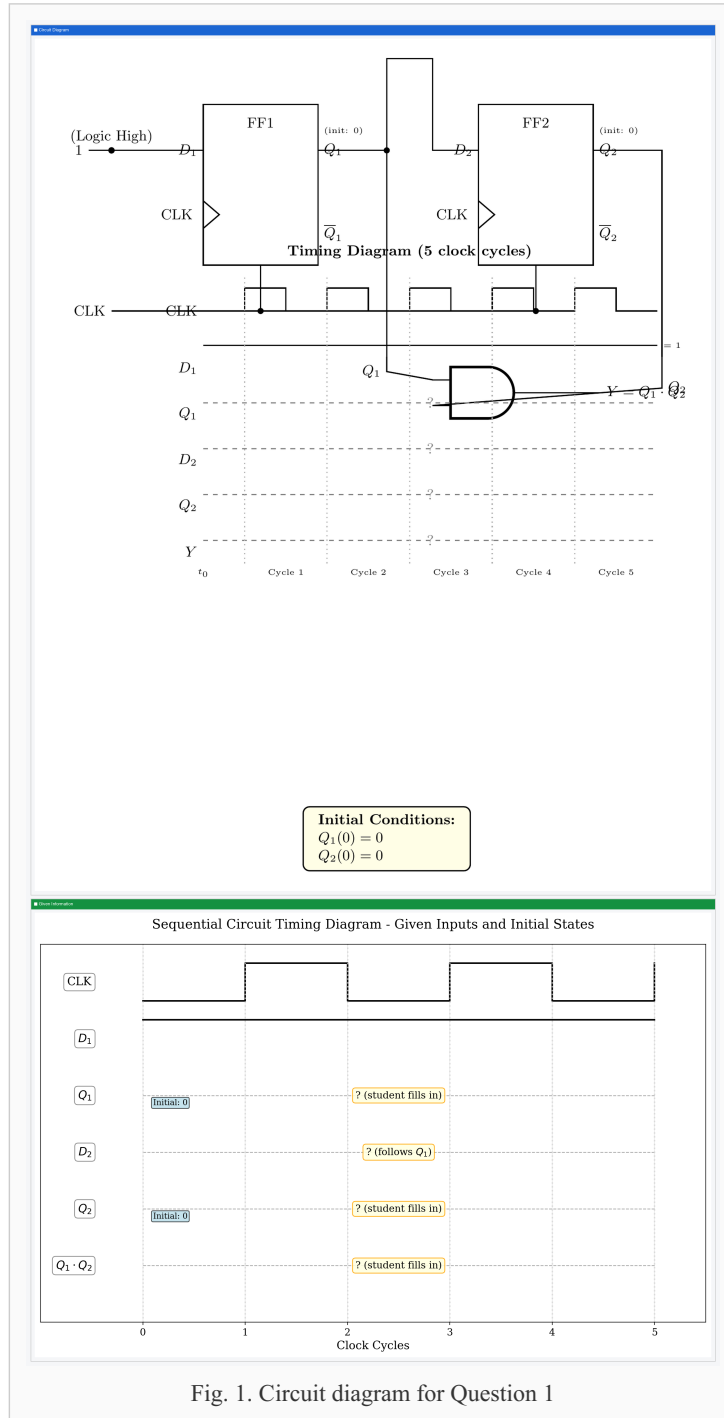 Circuit Diagram
FF1
FF2
(Logic High)
(init: 0)
(init: 0)
1
D₁
Q₁
D₂
Q₂
CLK
CLK
Q̅₁
Q̅₂
Timing Diagram (5 clock cycles)
CLK
CLK
= 1
D₁
Q₁
Q₂
Y = Q₁ · Q₂
Q₁
?
D₂
?
Q₂
?
Y
?
t₀
Cycle 1
Cycle 2
Cycle 3
Cycle 4
Cycle 5
Initial Conditions:
Q₁(0) = 0
Q₂(0) = 0
Given Information
Sequential Circuit Timing Diagram - Given Inputs and Initial States
CLK
D₁
Q₁
? (student fills in)
Initial: 0
D₂
? (follows Q₁)
Q₂
? (student fills in)
Initial: 0
Q₁ · Q₂
? (student fills in)
0 1 2 3 4 5
Clock Cycles
Fig. 1. Circuit diagram for Question 1